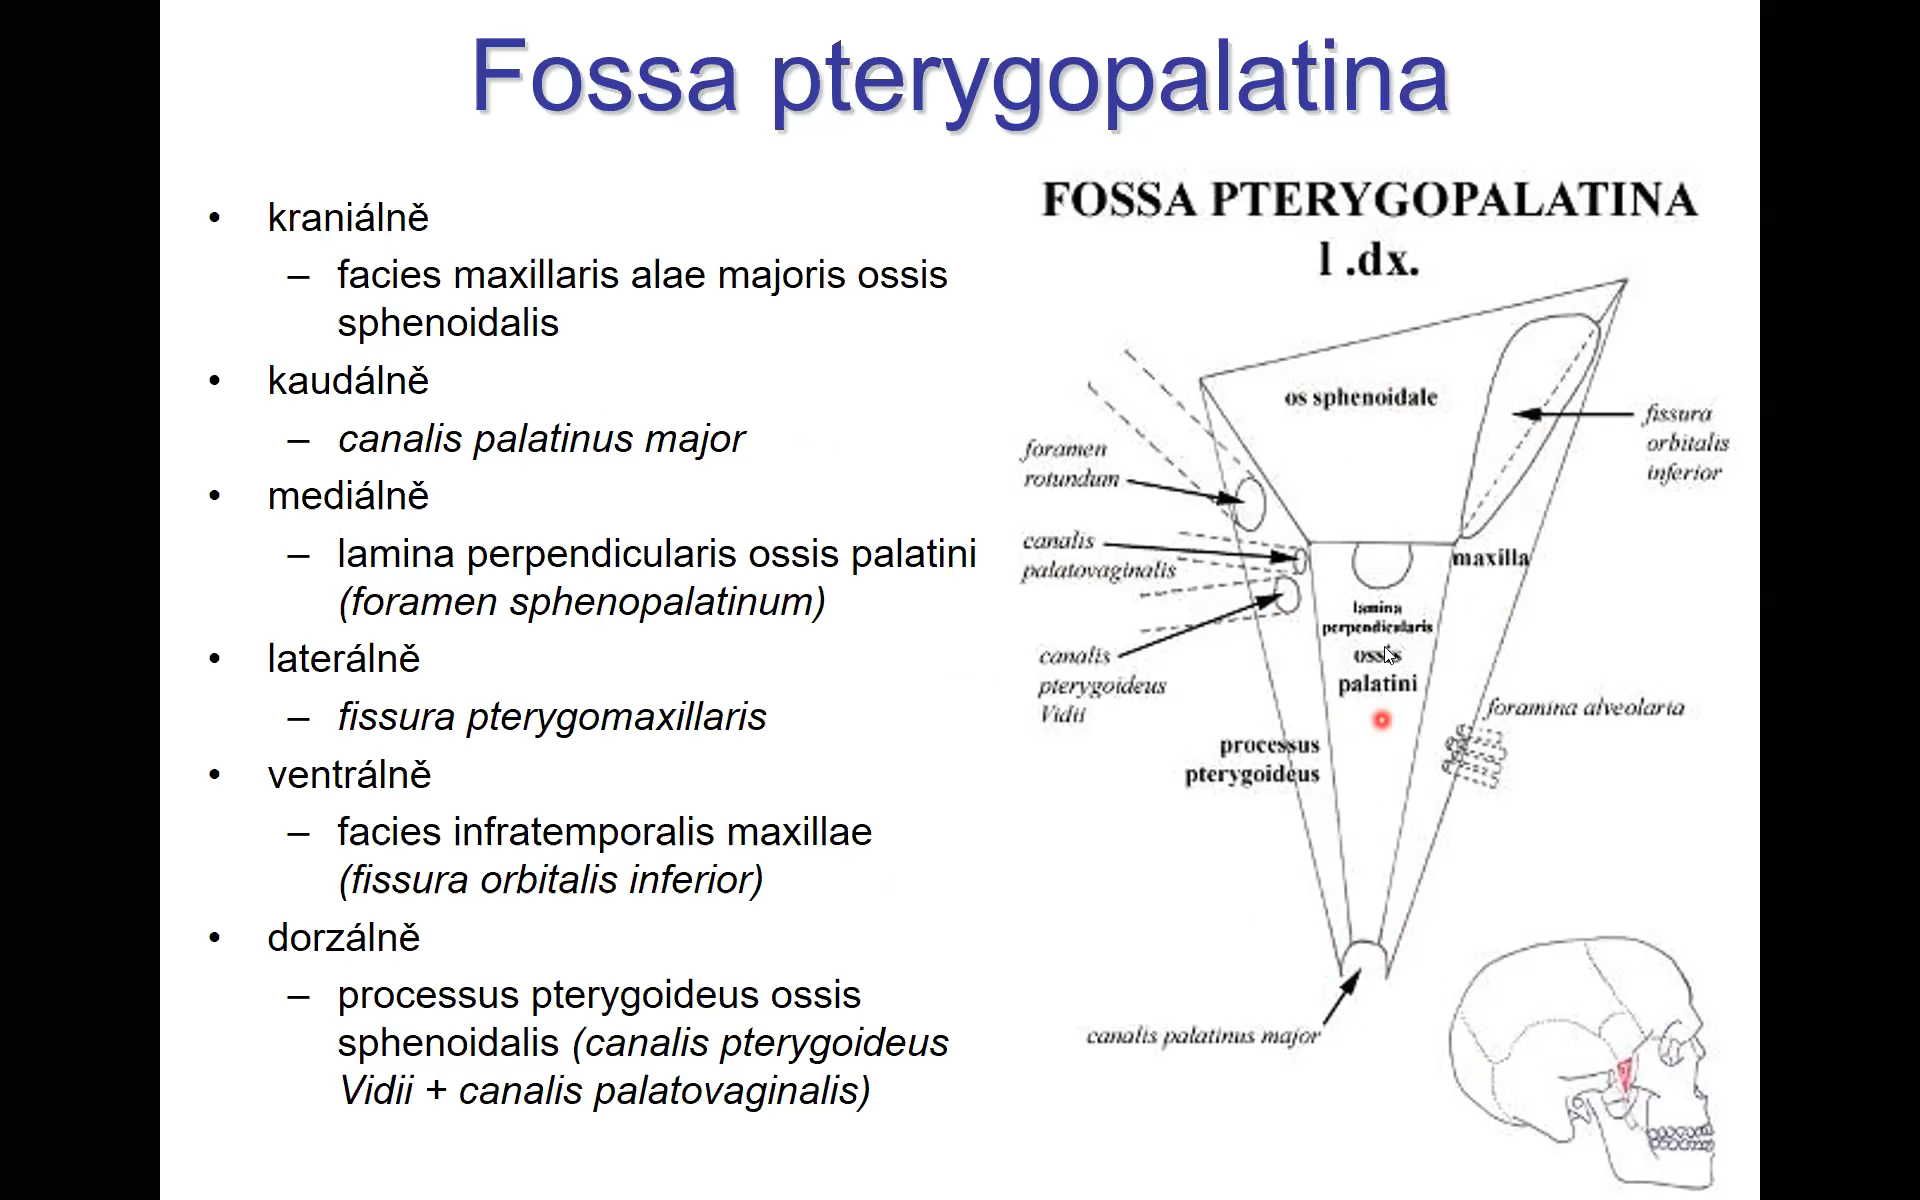 Fossa pterygopalatina
• kraniálně
– facies maxillaris alae majoris ossis
sphenoidalis
• kaudálně
– canalis palatinus major
• mediálně
– lamina perpendicularis ossis palatini
(foramen sphenopalatinum)
• laterálně
– fissura pterygomaxillaris
• ventrálně
– facies infratemporalis maxillae
(fissura orbitalis inferior)
• dorzálně
– processus pterygoideus ossis
sphenoidalis (canalis pterygoideus
Vidii + canalis palatovaginalis)
FOSSA PTERYGOPALATINA
l .dx.
os sphenoidale
fissura
orbitalis
inferior
foramen
rotundum
canalis
palatovaginalis
maxilla
lamina
perpendicularis
ossis
palatini
canalis
pterygoideus
Vidii
foramina alveolaria
processus
pterygoideus
canalis palatinus major